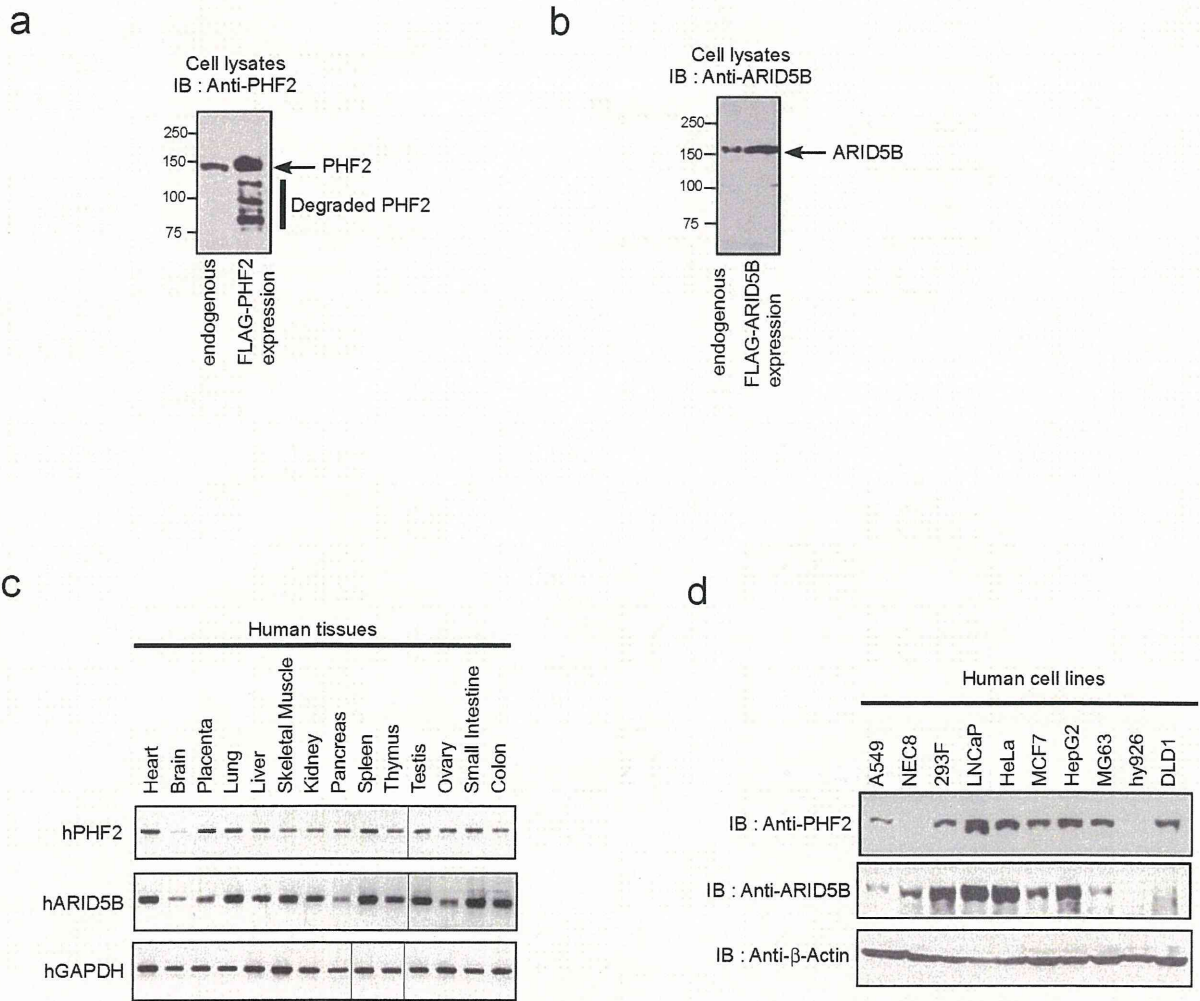 a
Cell lysates
IB : Anti-PHF2
250
150
100
75
PHF2
Degraded PHF2
endogenous
FLAG-PHF2
expression
b
Cell lysates
IB : Anti-ARID5B
250
150
100
75
ARID5B
endogenous
FLAG-ARID5B
expression
c
Human tissues
Heart
Brain
Placenta
Lung
Liver
Skeletal Muscle
Kidney
Pancreas
Spleen
Thymus
Testis
Ovary
Small Intestine
Colon
hPHF2
hARID5B
hGAPDH
d
Human cell lines
A549
NEC8
293F
LNCaP
HeLa
MCF7
HepG2
MG63
hy926
DLD1
IB : Anti-PHF2
IB : Anti-ARID5B
IB : Anti-β-Actin